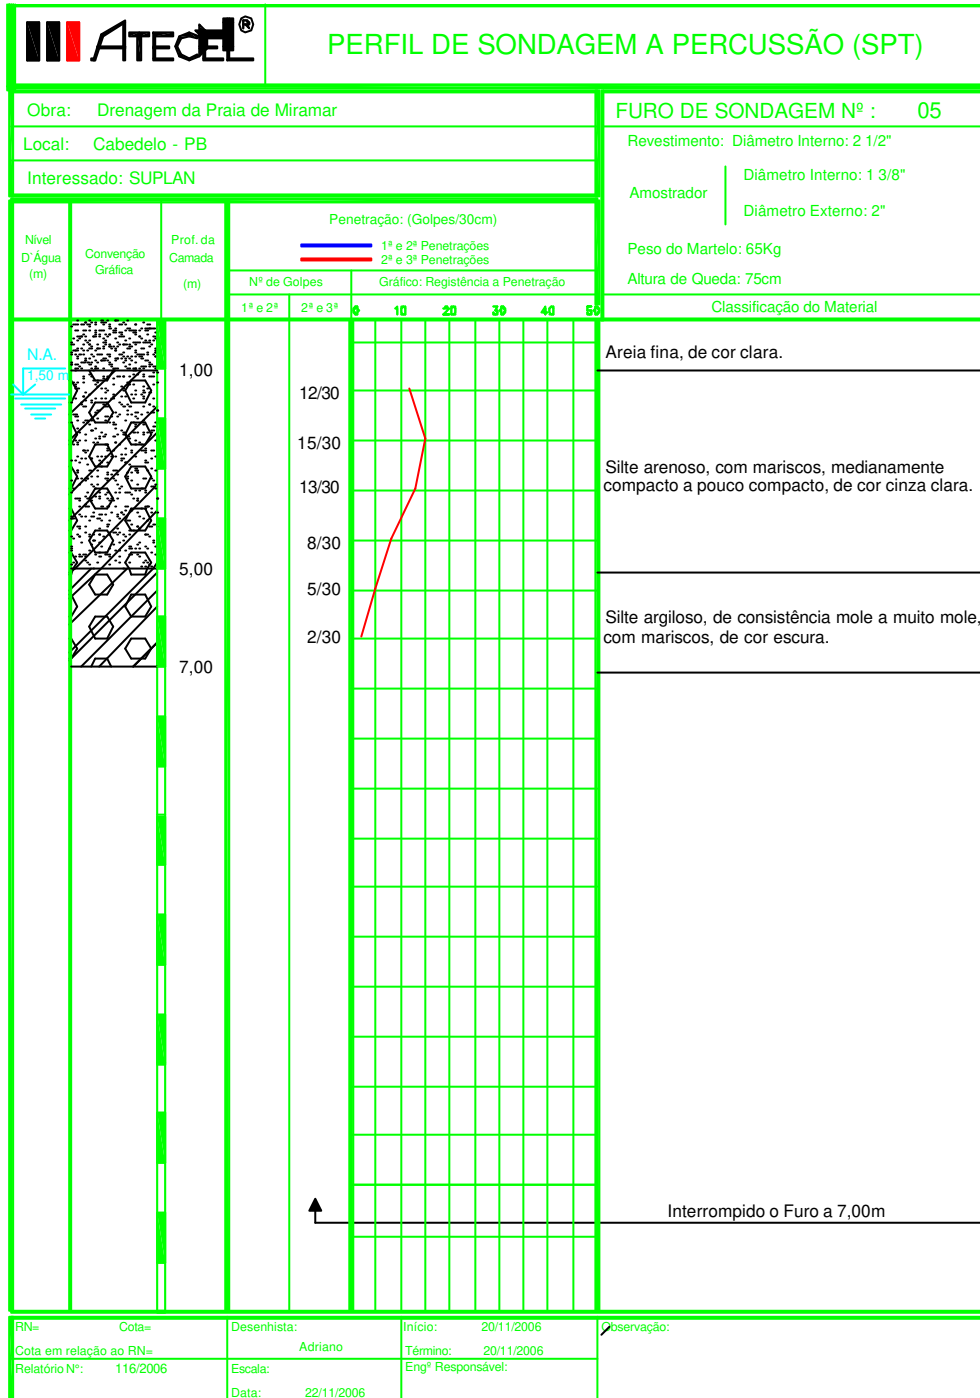 ATECEL®
PERFIL DE SONDAGEM A PERCUSSÃO (SPT)
Obra: Drenagem da Praia de Miramar
Local: Cabedelo - PB
Interessado: SUPLAN
FURO DE SONDAGEM Nº : 05
Revestimento: Diâmetro Interno: 2 1/2"
Amostrador
Diâmetro Interno: 1 3/8"
Diâmetro Externo: 2"
Peso do Martelo: 65Kg
Altura de Queda: 75cm
Classificação do Material
Nível
D`Água
(m)
Convenção
Gráfica
Prof. da
Camada
(m)
Penetração: (Golpes/30cm)
1ª e 2ª Penetrações
2ª e 3ª Penetrações
Nº de Golpes
Gráfico: Registência a Penetração
1ª e 2ª
2ª e 3ª
0 10 20 30 40 50
N.A.
1,50 m
1,00
5,00
7,00
12/30
15/30
13/30
8/30
5/30
2/30
Areia fina, de cor clara.
Silte arenoso, com mariscos, medianamente
compacto a pouco compacto, de cor cinza clara.
Silte argiloso, de consistência mole a muito mole,
com mariscos, de cor escura.
Interrompido o Furo a 7,00m
RN= Cota=
Cota em relação ao RN=
Relatório Nº: 116/2006
Desenhista:
Adriano
Escala:
Data: 22/11/2006
Início: 20/11/2006
Término: 20/11/2006
Engº Responsável:
Observação: